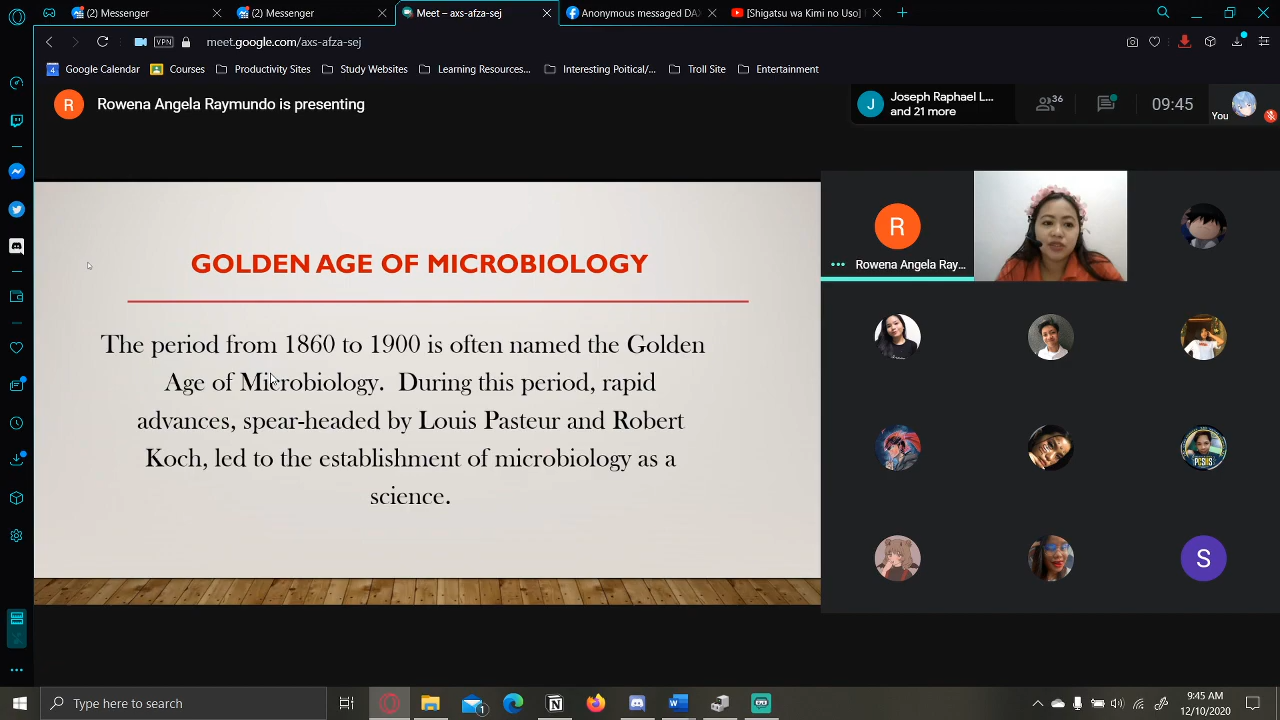 (2) Messenger
(2) Messenger
Meet – axs-afza-sej
Anonymous messaged DA
[Shigatsu wa Kimi no Uso]
VPN
meet.google.com/axs-afza-sej
4 Google Calendar
Courses
Productivity Sites
Study Websites
Learning Resources...
Interesting Poitical/...
Troll Site
Entertainment
R
Rowena Angela Raymundo is presenting
J
Joseph Raphael L...
and 21 more
36
09:45
You
GOLDEN AGE OF MICROBIOLOGY
The period from 1860 to 1900 is often named the Golden
Age of Microbiology. During this period, rapid
advances, spear-headed by Louis Pasteur and Robert
Koch, led to the establishment of microbiology as a
science.
R
Rowena Angela Ray...
PCSHS
S
Type here to search
1
9:45 AM
12/10/2020